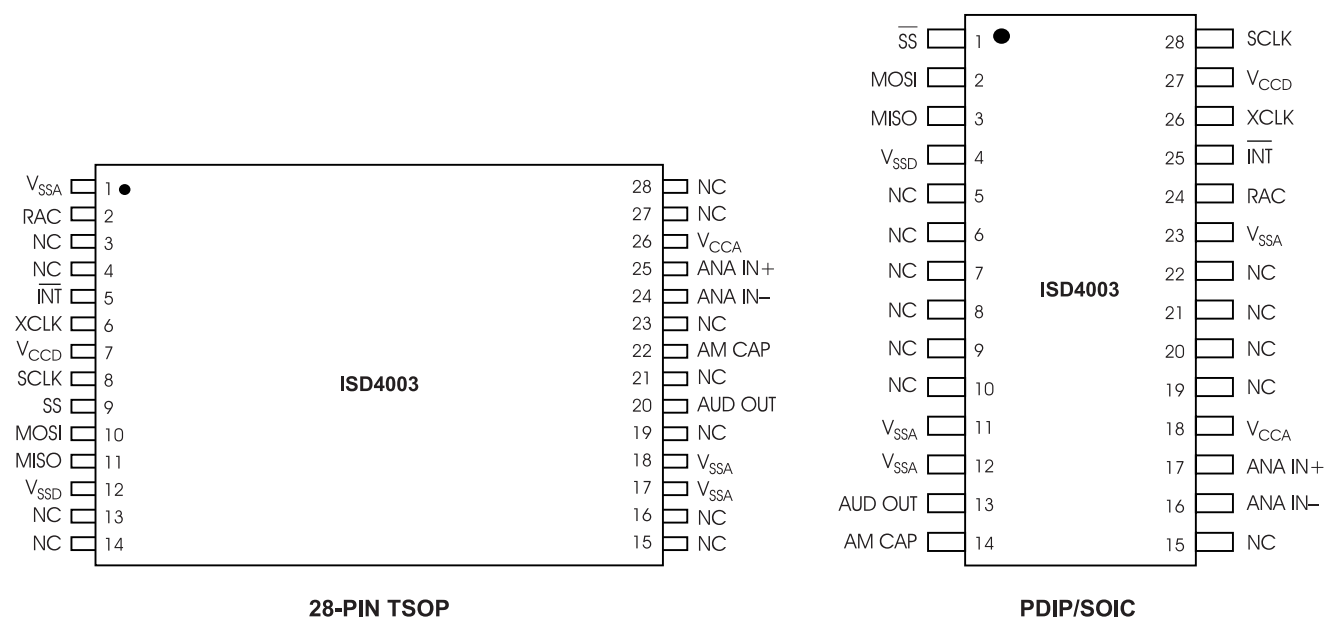 V_SSA 1 28 NC
RAC 2 27 NC
NC 3 26 V_CCA
NC 4 25 ANA IN+
I̅N̅T̅ 5 24 ANA IN–
XCLK 6 23 NC
V_CCD 7 22 AM CAP
SCLK 8 21 NC
SS 9 20 AUD OUT
MOSI 10 19 NC
MISO 11 18 V_SSA
V_SSD 12 17 V_SSA
NC 13 16 NC
NC 14 15 NC
ISD4003
28-PIN TSOP
S̅S̅ 1 28 SCLK
MOSI 2 27 V_CCD
MISO 3 26 XCLK
V_SSD 4 25 I̅N̅T̅
NC 5 24 RAC
NC 6 23 V_SSA
NC 7 22 NC
NC 8 21 NC
NC 9 20 NC
NC 10 19 NC
V_SSA 11 18 V_CCA
V_SSA 12 17 ANA IN+
AUD OUT 13 16 ANA IN–
AM CAP 14 15 NC
ISD4003
PDIP/SOIC